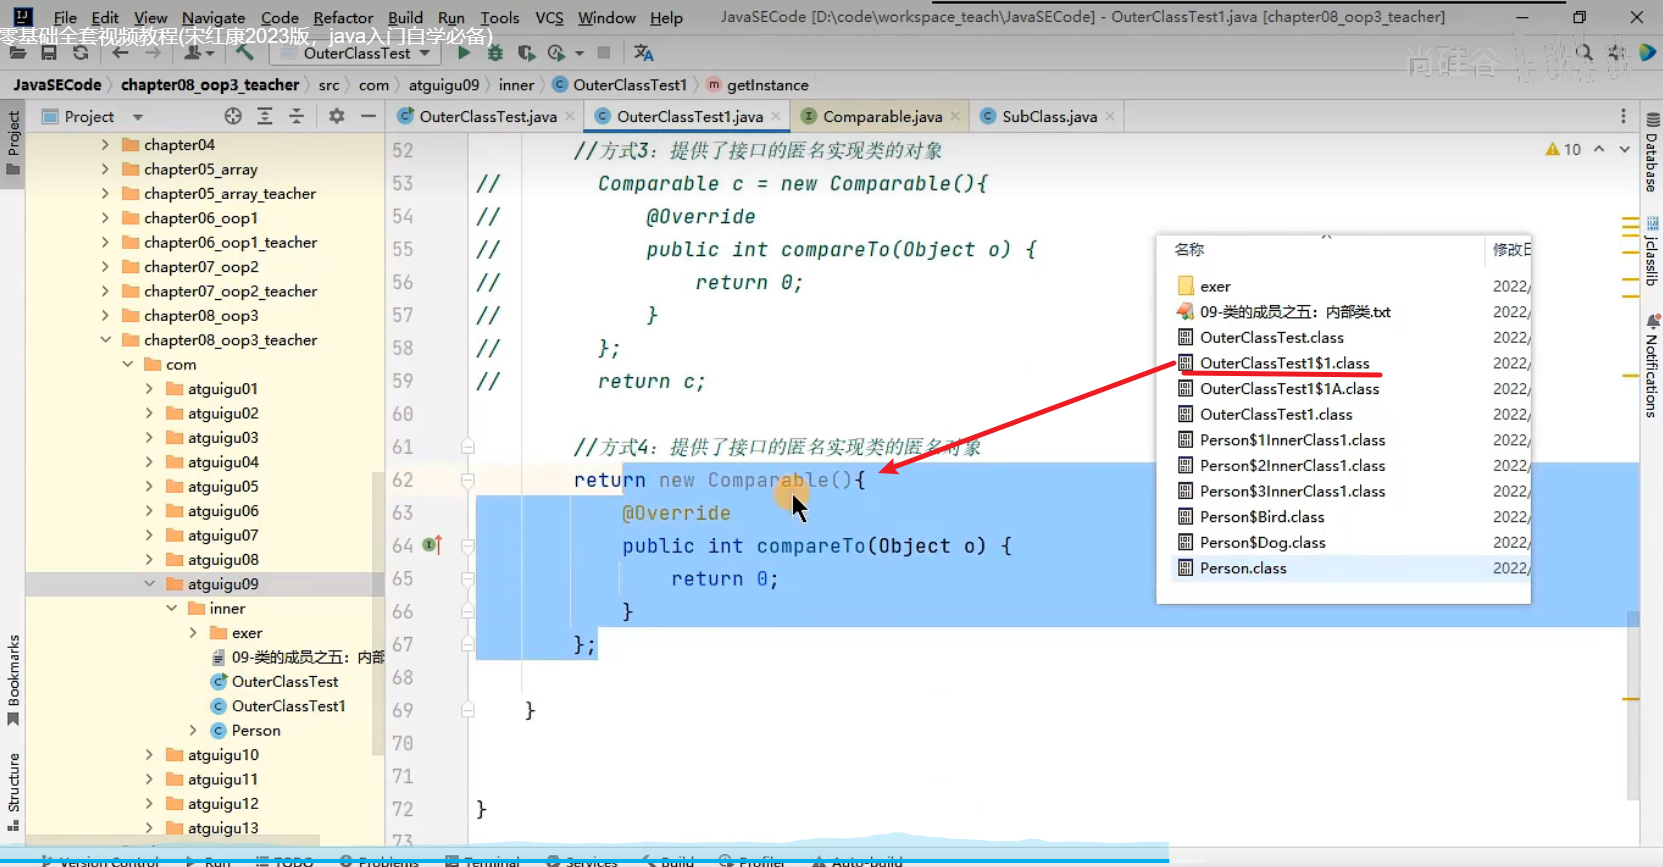 File Edit View Navigate Code Refactor Build Run Tools VCS Window Help JavaSECode [D:\code\workspace_teach\JavaSECode] - OuterClassTest1.java [chapter08_oop3_teacher]
零基础全套视频教程(宋红康2023版，java入门自学必备)
OuterClassTest
尚硅谷
JavaSECode chapter08_oop3_teacher src com atguigu09 inner OuterClassTest1 getInstance
Project
OuterClassTest.java OuterClassTest1.java Comparable.java SubClass.java
Project
chapter04
chapter05_array
chapter05_array_teacher
chapter06_oop1
chapter06_oop1_teacher
chapter07_oop2
chapter07_oop2_teacher
chapter08_oop3
chapter08_oop3_teacher
com
atguigu01
atguigu02
atguigu03
atguigu04
atguigu05
atguigu06
atguigu07
atguigu08
atguigu09
inner
exer
09-类的成员之五：内部
OuterClassTest
OuterClassTest1
Person
atguigu10
atguigu11
atguigu12
atguigu13
Bookmarks
Structure
10
52 //方式3：提供了接口的匿名实现类的对象
53 // Comparable c = new Comparable(){
54 // @Override
55 // public int compareTo(Object o) {
56 // return 0;
57 // }
58 // };
59 // return c;
60
61 //方式4：提供了接口的匿名实现类的匿名对象
62 return new Comparable(){
63 @Override
64 public int compareTo(Object o) {
65 return 0;
66 }
67 };
68
69 }
70
71
72 }
73
名称 修改日
exer 2022/
09-类的成员之五：内部类.txt 2022/
OuterClassTest.class 2022/
OuterClassTest1$1.class 2022/
OuterClassTest1$1A.class 2022/
OuterClassTest1.class 2022/
Person$1InnerClass1.class 2022/
Person$2InnerClass1.class 2022/
Person$3InnerClass1.class 2022/
Person$Bird.class 2022/
Person$Dog.class 2022/
Person.class 2022/
Database
jclasslib
Notifications
Version Control Run TODO Problems Terminal Services Build Profiler Auto-build